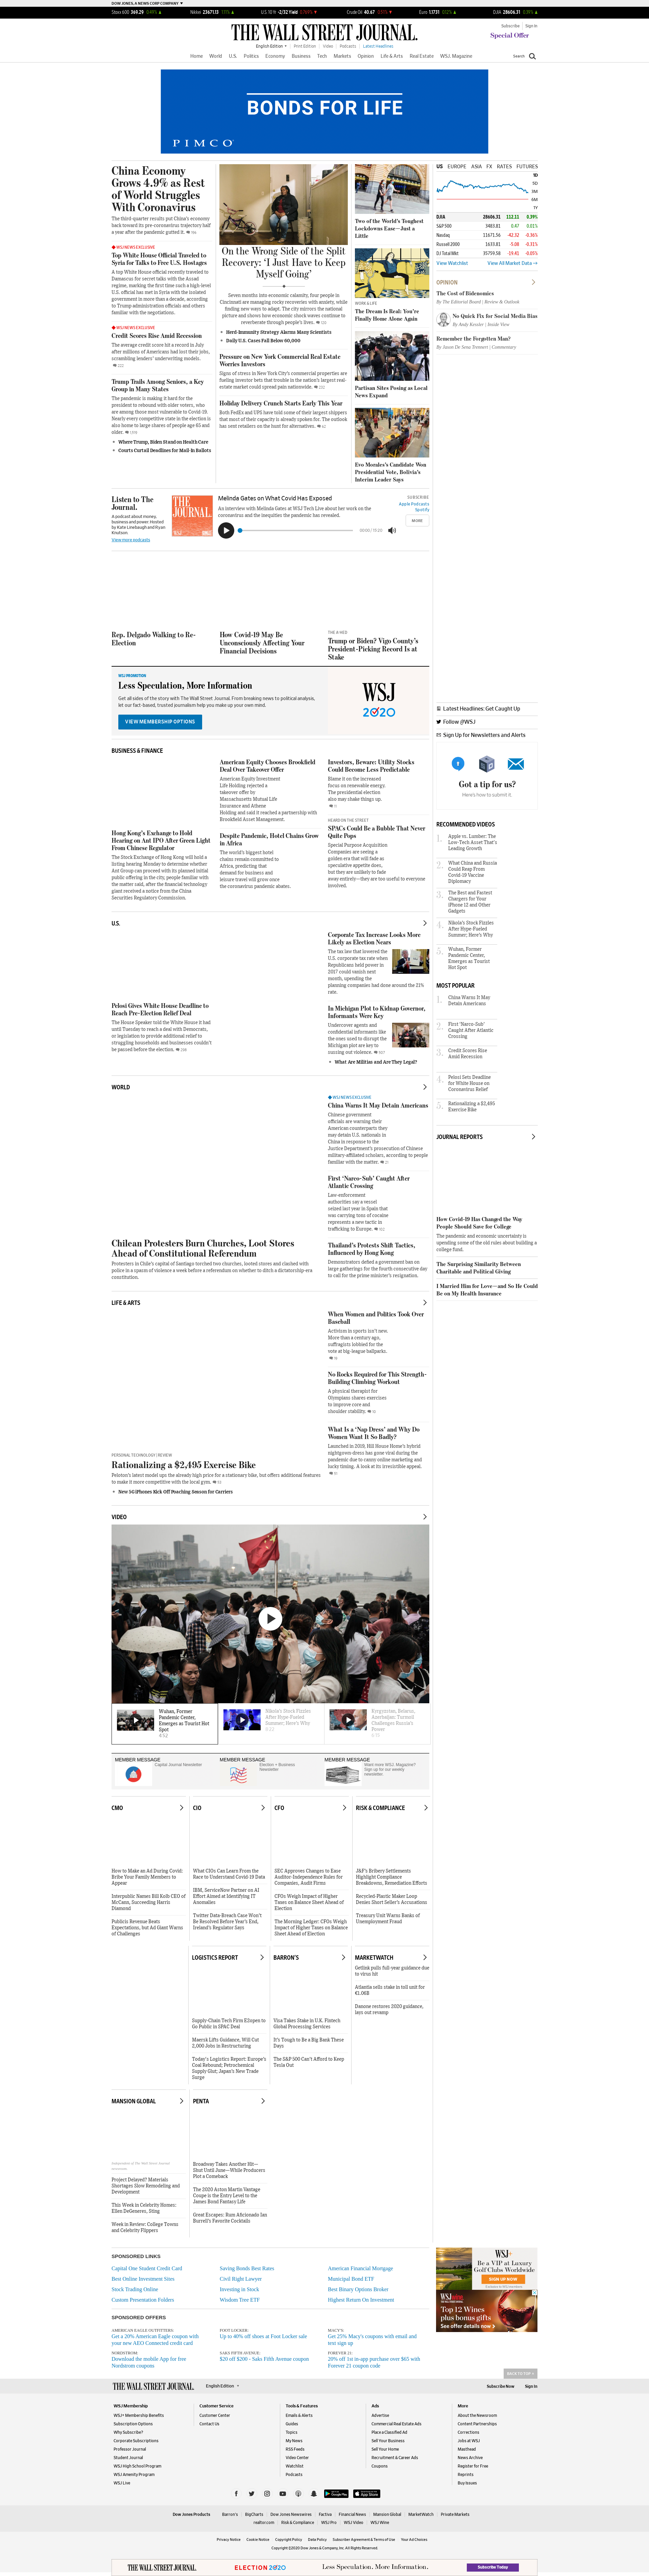 DOW JONES, A NEWS CORP COMPANY
Stoxx 600 369.29 0.49%
Nikkei 23671.13 1.11%
U.S. 10 Yr -2/32 Yield 0.760%
Crude Oil 40.67
Euro 1.1731 0.12%
DJIA 28606.31 0.39%
Subscribe
Sign In
THE WALL STREET JOURNAL.
Special Offer
English Edition
Print Edition
Video
Podcasts
Latest Headlines
Home World U.S. Politics Economy Business Tech Markets Opinion Life & Arts Real Estate WSJ. Magazine
Search
BONDS FOR LIFE
PIMCO
China Economy Grows 4.9% as Rest of World Struggles With Coronavirus
The third-quarter results put China's economy back toward its pre-coronavirus trajectory half a year after the pandemic gutted it.
WSJ NEWS EXCLUSIVE
Top White House Official Traveled to Syria for Talks to Free U.S. Hostages
A top White House official recently traveled to Damascus for secret meetings with the Assad regime, marking the first time such a high-level U.S. official has met in Syria with the isolated government in more than a decade, according to Trump administration officials and others familiar with the negotiations.
WSJ NEWS EXCLUSIVE
Credit Scores Rise Amid Recession
The average credit score hit a record in July after millions of Americans had lost their jobs, scrambling lenders' underwriting models.
Trump Trails Among Seniors, a Key Group in Many States
The pandemic is making it hard for the president to rebound with older voters, who are among those most vulnerable to Covid-19. Nearly every competitive state in the election is also home to a large share of people age 65 and older.
Where Trump, Biden Stand on Health Care
Courts Curtail Deadlines for Mail-In Ballots
On the Wrong Side of the Split Recovery: 'I Just Have to Keep Myself Going'
Seven months into economic calamity, four people in Cincinnati are navigating their hard-hit communities with anxiety, grit and resilience while nothing that, while the national picture shows and home some sectors, their shock waves continue to reverberate through people's lives.
Herd-Immunity Strategy Alarms Many Scientists
Daily U.S. Cases Fall Below 60,000
Pressure on New York Commercial Real Estate Worries Investors
Signs of stress in New York City's commercial properties are fueling investor bets that trouble in the nation's largest real-estate market could spread pain nationwide.
Holiday Delivery Crunch Starts Early This Year
Both FedEx and UPS have told some of their largest shippers that most of their capacity is already spoken for. The outlook has sent retailers on the hunt for alternatives.
Two of the World's Toughest Lockdowns Ease—Just a Little
WORK & LIFE
The Dream Is Real: You're Finally Home Alone Again
Partisan Sites Posing as Local News Expand
Evo Morales's Candidate Won Presidential Vote, Bolivia's Interim Leader Says
US EUROPE ASIA FX RATES FUTURES
1D
5D
3M
6M
1Y
DJIA 28606.31 112.11 0.39%
S&P 500 3483.81 0.47 0.01%
Nasdaq 11671.56 -42.32 -0.36%
Russell 2000 1633.81 -5.08 -0.31%
DJ Total Mkt 35759.58 -19.41 -0.05%
View Watchlist
View All Market Data
OPINION
The Cost of Bidenomics
By The Editorial Board | Review & Outlook
No Quick Fix for Social Media Bias
By Andy Kessler | Inside View
Remember the Forgotten Man?
By Jason De Sena Trennert | Commentary
Listen to The Journal.
A podcast about money, business and power. Hosted by Kate Linebaugh and Ryan Knutson.
View more podcasts
THE JOURNAL.
Melinda Gates on What Covid Has Exposed
An interview with Melinda Gates at WSJ Tech Live about her work on the coronavirus and the inequities the pandemic has revealed.
SUBSCRIBE
Apple Podcasts
Spotify
MORE
Rep. Delgado Walking to Re-Election
How Covid-19 May Be Unconsciously Affecting Your Financial Decisions
THE A-HED
Trump or Biden? Vigo County's President-Picking Record Is at Stake
WSJ PROMOTION
Less Speculation, More Information
Get all sides of the story with The Wall Street Journal. From breaking news to political analysis, let our fact-based, trusted journalism help you make up your own mind.
VIEW MEMBERSHIP OPTIONS
WSJ
2020
Latest Headlines: Get Caught Up
Follow @WSJ
Sign Up for Newsletters and Alerts
Got a tip for us?
Here's how to submit it.
BUSINESS & FINANCE
Hong Kong's Exchange to Hold Hearing on Ant IPO After Green Light From Chinese Regulator
The Stock Exchange of Hong Kong will hold a listing hearing Monday to determine whether Ant can proceed with its multi-billion-dollar public offering in the city, people familiar with the matter said, after the financial technology giant received a notice from the China Securities Regulatory Commission.
American Equity Chooses Brookfield Deal Over Takeover Offer
American Equity Investment Life Holding rejected a takeover offer by Massachusetts Mutual Life Insurance and Athene Holding and said it reached a partnership with Brookfield Asset Management.
Despite Pandemic, Hotel Chains Grow in Africa
The world's biggest hotel chains remain committed to Africa, predicting that demand for business and leisure travel will grow once the coronavirus pandemic abates.
Investors, Beware: Utility Stocks Could Become Less Predictable
Blame it on the increased focus on renewable energy. The presidential election also may shake things up.
HEARD ON THE STREET
SPACs Could Be a Bubble That Never Quite Pops
Special Purpose Acquisition Companies are seeing a golden era that will fade as speculative appetite does, but they are unlikely to fade away entirely—they are too useful to everyone involved.
RECOMMENDED VIDEOS
1. Apple vs. Lumber: The Low-Tech Asset That's Leading Growth
2. What China and Russia Could Reap From Covid-19 Vaccine Diplomacy
3. The Best and Fastest Chargers for Your iPhone 12 and Other Gadgets
4. Nikola's Stock Fizzles After Hype-Fueled Summer; Here's Why
5. Wuhan, Former Pandemic Center, Emerges as Tourist Hot Spot
MOST POPULAR
1. China Warns It May Detain Americans
2. First 'Narco-Sub' Caught After Atlantic Crossing
3. Credit Scores Rise Amid Recession
4. Pelosi Sets Deadline for White House on Coronavirus Relief
5. Rationalizing a $2,495 Exercise Bike
U.S.
Pelosi Gives White House Deadline to Reach Pre-Election Relief Deal
The House Speaker told the White House it had until Tuesday to reach a deal with Democrats, or legislation to provide additional relief to struggling households and businesses couldn't be passed before the election.
Corporate Tax Increase Looks More Likely as Election Nears
The tax law that lowered the U.S. corporate tax rate when Republicans held power in 2017 could vanish next month, upending the planning companies had done around the 21% rate.
In Michigan Plot to Kidnap Governor, Informants Were Key
Undercover agents and confidential informants like the ones used to disrupt the Michigan plot are key to rooting out violence.
What Are Militias and Are They Legal?
WORLD
Chilean Protesters Burn Churches, Loot Stores Ahead of Constitutional Referendum
Protesters in Chile's capital of Santiago torched two churches, looted stores and clashed with police in a flareup of violence a week before a referendum on whether to ditch a dictatorship-era constitution.
WSJ NEWS EXCLUSIVE
China Warns It May Detain Americans
Chinese government officials are warning their American counterparts they may detain U.S. nationals in China in response to the Justice Department's prosecution of Chinese military-affiliated scholars, according to people familiar with the matter.
First 'Narco-Sub' Caught After Atlantic Crossing
Law-enforcement authorities say a vessel seized last year in Spain that was carrying tons of cocaine represents a new tactic in trafficking to Europe.
Thailand's Protests Shift Tactics, Influenced by Hong Kong
Demonstrators defied a government ban on large gatherings for the fourth consecutive day to call for the prime minister's resignation.
JOURNAL REPORTS
How Covid-19 Has Changed the Way People Should Save for College
The pandemic and economic uncertainty is upending some of the old rules about building a college fund.
The Surprising Similarity Between Charitable and Political Giving
I Married Him for Love—and So He Could Be on My Health Insurance
LIFE & ARTS
PERSONAL TECHNOLOGY | REVIEW
Rationalizing a $2,495 Exercise Bike
Peloton's latest model ups the already high price for a stationary bike, but offers additional features to make it more competitive with the local gym.
New 5G iPhones Kick Off Poaching Season for Carriers
When Women and Politics Took Over Baseball
Activism in sports isn't new. More than a century ago, suffragists lobbied for the vote at big-league ballparks.
No Rocks Required for This Strength-Building Climbing Workout
A physical therapist for Olympians shares exercises to improve core and shoulder stability.
What Is a 'Nap Dress' and Why Do Women Want It So Badly?
Launched in 2019, Hill House Home's hybrid nightgown-dress has gone viral during the pandemic due to canny online marketing and lucky timing. A look at its irresistible appeal.
VIDEO
Wuhan, Former Pandemic Center, Emerges as Tourist Hot Spot
Nikola's Stock Fizzles After Hype-Fueled Summer; Here's Why
Kyrgyzstan, Belarus, Azerbaijan: Turmoil Challenges Russia's Power
MEMBER MESSAGE
Capital Journal Newsletter
MEMBER MESSAGE
Election + Business Newsletter
MEMBER MESSAGE
Want more WSJ. Magazine? Sign up for our weekly newsletter.
CMO
How to Make an Ad During Covid: Bribe Your Family Members to Appear
Interpublic Names Bill Kolb CEO of McCann, Succeeding Harris Diamond
Publicis Revenue Beats Expectations, but Ad Giant Warns of Challenges
CIO
What CIOs Can Learn From the Race to Understand Covid-19 Data
IBM, ServiceNow Partner on AI Effort Aimed at Identifying IT Anomalies
Twitter Data-Breach Case Won't Be Resolved Before Year's End, Ireland's Regulator Says
CFO
SEC Approves Changes to Ease Auditor-Independence Rules for Companies, Audit Firms
CFOs Weigh Impact of Higher Taxes on Balance Sheet Ahead of Election
The Morning Ledger: CFOs Weigh Impact of Higher Taxes on Balance Sheet Ahead of Election
RISK & COMPLIANCE
J&F's Bribery Settlements Highlight Compliance Breakdowns, Remediation Efforts
Recycled-Plastic Maker Loop Denies Short Seller's Accusations
Treasury Unit Warns Banks of Unemployment Fraud
LOGISTICS REPORT
Supply-Chain Tech Firm E2open to Go Public in SPAC Deal
Maersk Lifts Guidance, Will Cut 2,000 Jobs in Restructuring
Today's Logistics Report: Europe's Coal Rebound; Petrochemical Supply Glut; Japan's New Trade Surge
BARRON'S
Visa Takes Stake in U.K. Fintech Global Processing Services
It's Tough to Be a Big Bank These Days
The S&P 500 Can't Afford to Keep Tesla Out
MARKETWATCH
Getlink pulls full-year guidance due to virus hit
Atlantia sells stake in toll unit for €1.06B
Danone restores 2020 guidance, lays out revamp
MANSION GLOBAL
Project Delayed? Materials Shortages Slow Remodeling and Development
This Week in Celebrity Homes: Ellen DeGeneres, Sting
Week in Review: College Towns and Celebrity Flippers
PENTA
Broadway Takes Another Hit—Shut Until June—While Producers Plot a Comeback
The 2020 Aston Martin Vantage Coupe is the Entry Level to the James Bond Fantasy Life
Great Escapes: Rum Aficionado Ian Burrell's Favorite Cocktails
SPONSORED LINKS
Capital One Student Credit Card
Best Online Investment Sites
Stock Trading Online
Custom Presentation Folders
Saving Bonds Best Rates
Civil Right Lawyer
Investing in Stock
Wisdom Tree ETF
American Financial Mortgage
Municipal Bond ETF
Best Binary Options Broker
Highest Return On Investment
SPONSORED OFFERS
AMERICAN EAGLE OUTFITTERS:
Get a 20% American Eagle coupon with your new AEO Connected credit card
NORDSTROM:
Download the mobile App for free Nordstrom coupons
FOOT LOCKER:
Up to 40% off shoes at Foot Locker sale
SAKS FIFTH AVENUE:
$20 off $200 - Saks Fifth Avenue coupon
MACY'S:
Get 25% Macy's coupons with email and text sign up
FOREVER 21:
20% off 1st in-app purchase over $65 with Forever 21 coupon code
WSJ+
Be a VIP at Luxury Golf Clubs Worldwide
SIGN UP NOW
WSJwine
Top 12 Wines plus bonus gifts
See offer details now
BACK TO TOP
THE WALL STREET JOURNAL.
English Edition
Subscribe Now
Sign In
WSJ Membership
WSJ+ Membership Benefits
Subscription Options
Why Subscribe?
Corporate Subscriptions
Professor Journal
Student Journal
WSJ High School Program
WSJ Amenity Program
WSJ Live
Customer Service
Customer Center
Contact Us
Tools & Features
Emails & Alerts
Guides
Topics
My News
RSS Feeds
Video Center
Watchlist
Podcasts
Ads
Advertise
Commercial Real Estate Ads
Place a Classified Ad
Sell Your Business
Sell Your Home
Recruitment & Career Ads
Coupons
More
About the Newsroom
Content Partnerships
Corrections
Jobs at WSJ
Masthead
News Archive
Register for Free
Reprints
Buy Issues
Google Play
App Store
Dow Jones Products
Barron's BigCharts Dow Jones Newswires Factiva Financial News Mansion Global MarketWatch Private Markets
realtor.com Risk & Compliance WSJ Pro WSJ Video WSJ Wine
Privacy Notice Cookie Notice Copyright Policy Data Policy Subscriber Agreement & Terms of Use Your Ad Choices
Copyright ©2020 Dow Jones & Company, Inc. All Rights Reserved.
THE WALL STREET JOURNAL.
ELECTION 2020
Less Speculation. More Information.
Subscribe Today